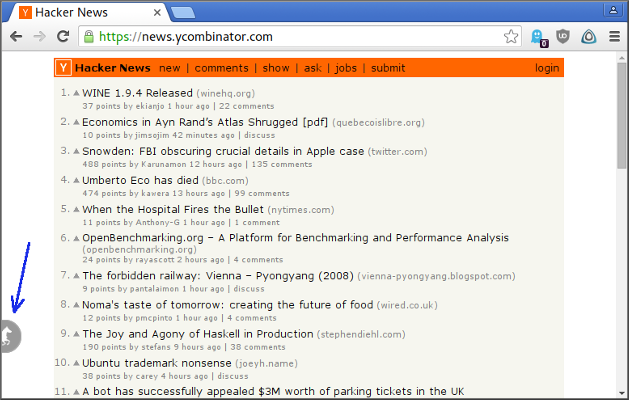 Hacker News
https://news.ycombinator.com
0
Y Hacker News new | comments | show | ask | jobs | submit login
1. WINE 1.9.4 Released (winehq.org)
37 points by ekianjo 1 hour ago | 22 comments
2. Economics in Ayn Rand's Atlas Shrugged [pdf] (quebecoislibre.org)
10 points by jimsojim 42 minutes ago | discuss
3. Snowden: FBI obscuring crucial details in Apple case (twitter.com)
488 points by Karunamon 12 hours ago | 135 comments
4. Umberto Eco has died (bbc.com)
474 points by kawera 13 hours ago | 99 comments
5. When the Hospital Fires the Bullet (nytimes.com)
11 points by Anthony-G 1 hour ago | 1 comment
6. OpenBenchmarking.org – A Platform for Benchmarking and Performance Analysis
(openbenchmarking.org)
24 points by rayascott 2 hours ago | 4 comments
7. The forbidden railway: Vienna – Pyongyang (2008) (vienna-pyongyang.blogspot.com)
9 points by pantalaimon 1 hour ago | discuss
8. Noma's taste of tomorrow: creating the future of food (wired.co.uk)
12 points by pmcpinto 1 hour ago | 4 comments
9. The Joy and Agony of Haskell in Production (stephendiehl.com)
190 points by stefans 9 hours ago | 38 comments
10. Ubuntu trademark nonsense (joeyh.name)
38 points by carey 4 hours ago | discuss
11. A bot has successfully appealed $3M worth of parking tickets in the UK